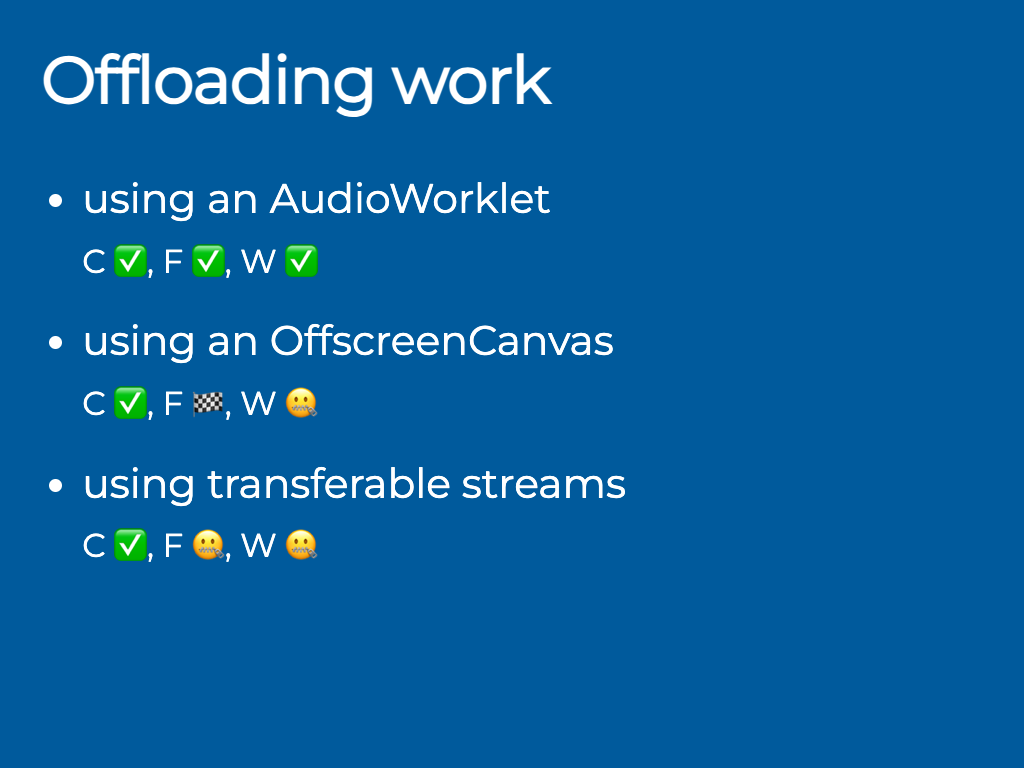 Offloading work
• using an AudioWorklet
C ✅, F ✅, W ✅
• using an OffscreenCanvas
C ✅, F 🏁, W 🤐
• using transferable streams
C ✅, F 🤐, W 🤐